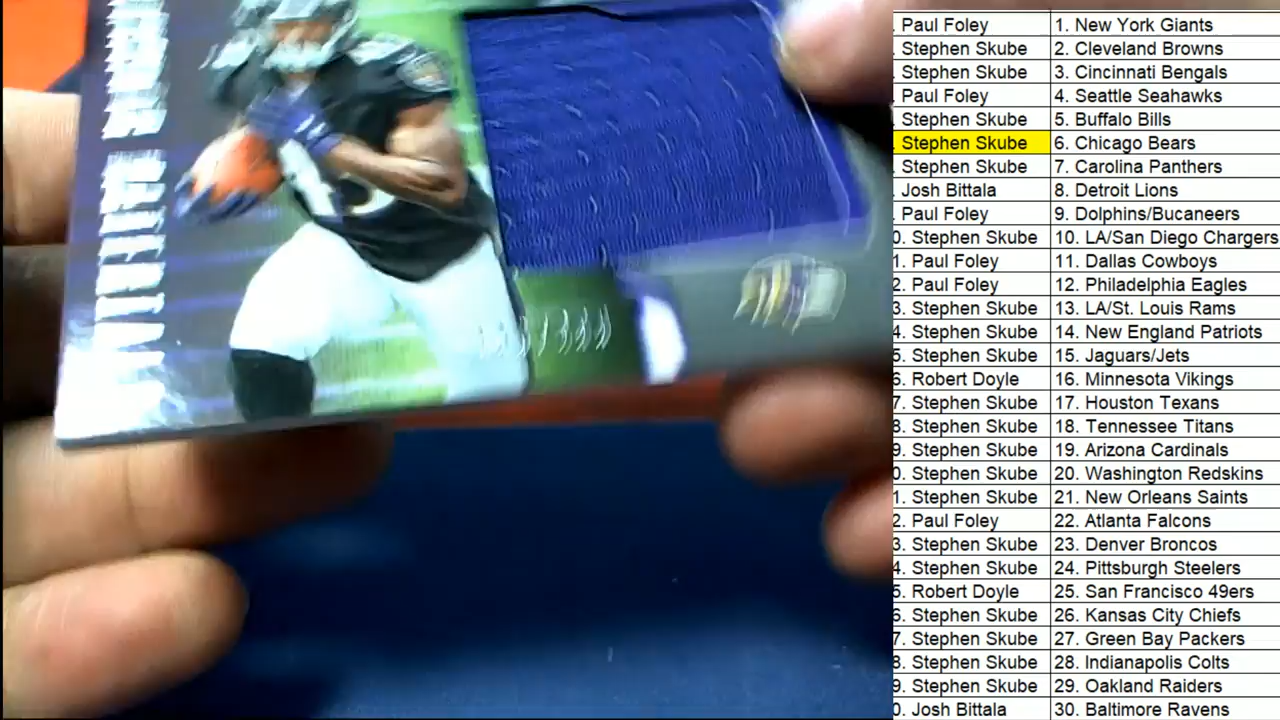 Paul Foley 1. New York Giants
Stephen Skube 2. Cleveland Browns
Stephen Skube 3. Cincinnati Bengals
Paul Foley 4. Seattle Seahawks
Stephen Skube 5. Buffalo Bills
Stephen Skube 6. Chicago Bears
Stephen Skube 7. Carolina Panthers
Josh Bittala 8. Detroit Lions
Paul Foley 9. Dolphins/Bucaneers
0. Stephen Skube 10. LA/San Diego Chargers
1. Paul Foley 11. Dallas Cowboys
2. Paul Foley 12. Philadelphia Eagles
3. Stephen Skube 13. LA/St. Louis Rams
4. Stephen Skube 14. New England Patriots
5. Stephen Skube 15. Jaguars/Jets
6. Robert Doyle 16. Minnesota Vikings
7. Stephen Skube 17. Houston Texans
8. Stephen Skube 18. Tennessee Titans
9. Stephen Skube 19. Arizona Cardinals
0. Stephen Skube 20. Washington Redskins
1. Stephen Skube 21. New Orleans Saints
2. Paul Foley 22. Atlanta Falcons
3. Stephen Skube 23. Denver Broncos
4. Stephen Skube 24. Pittsburgh Steelers
5. Robert Doyle 25. San Francisco 49ers
6. Stephen Skube 26. Kansas City Chiefs
7. Stephen Skube 27. Green Bay Packers
8. Stephen Skube 28. Indianapolis Colts
9. Stephen Skube 29. Oakland Raiders
0. Josh Bittala 30. Baltimore Ravens